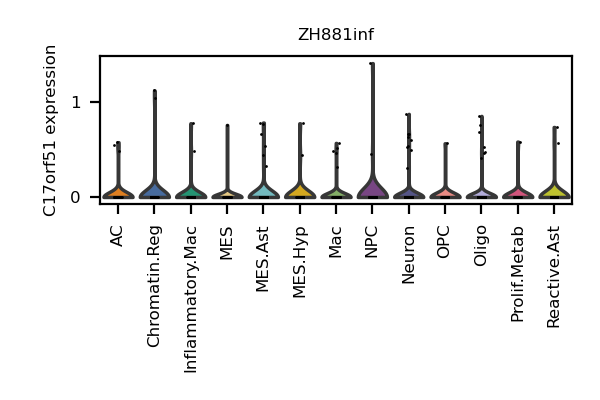 ZH881inf
C17orf51 expression
1
0
AC
Chromatin.Reg
Inflammatory.Mac
MES
MES.Ast
MES.Hyp
Mac
NPC
Neuron
OPC
Oligo
Prolif.Metab
Reactive.Ast